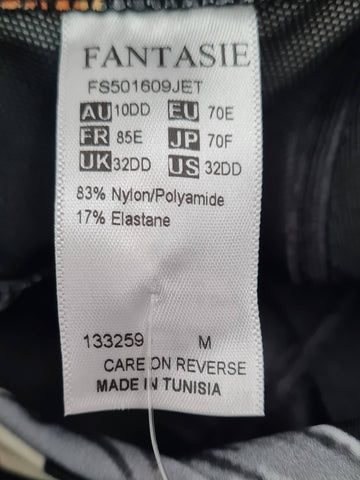 FANTASIE
FS501609JET
AU 10DD EU 70E
FR 85E JP 70F
UK 32DD US 32DD
83% Nylon/Polyamide
17% Elastane
133259 M
CARE ON REVERSE
MADE IN TUNISIA